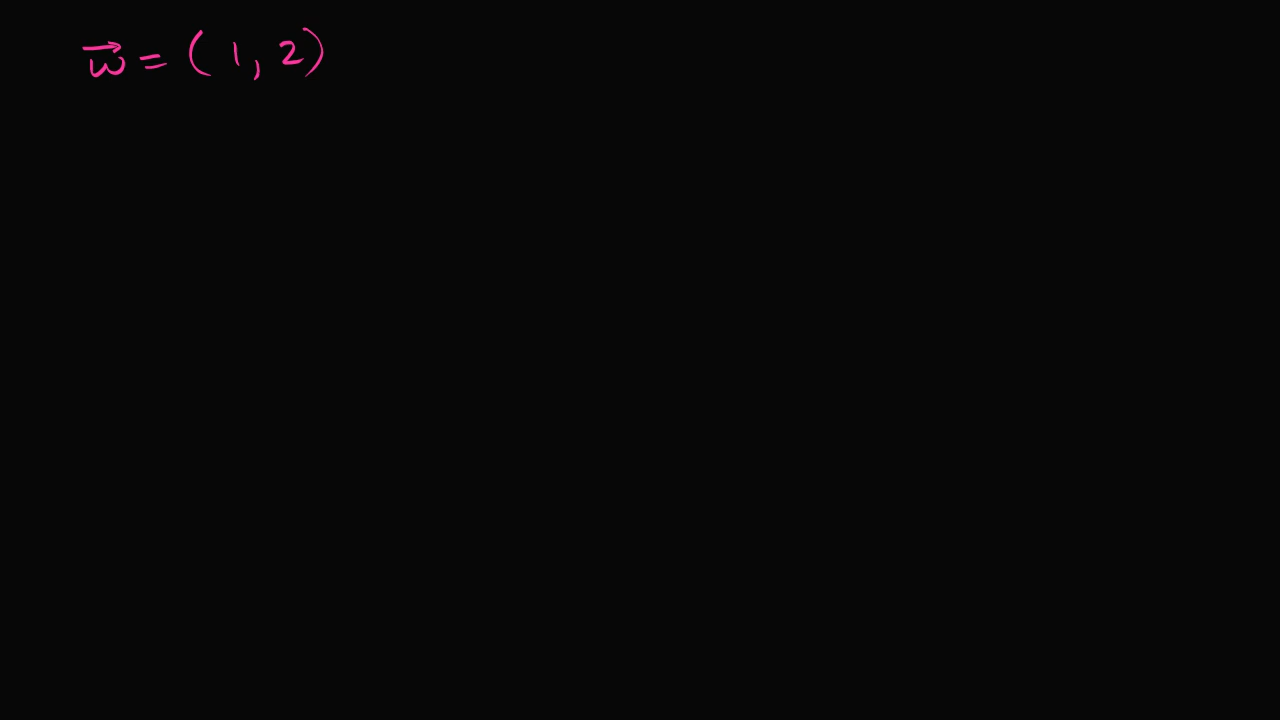 w⃗ = (1, 2)